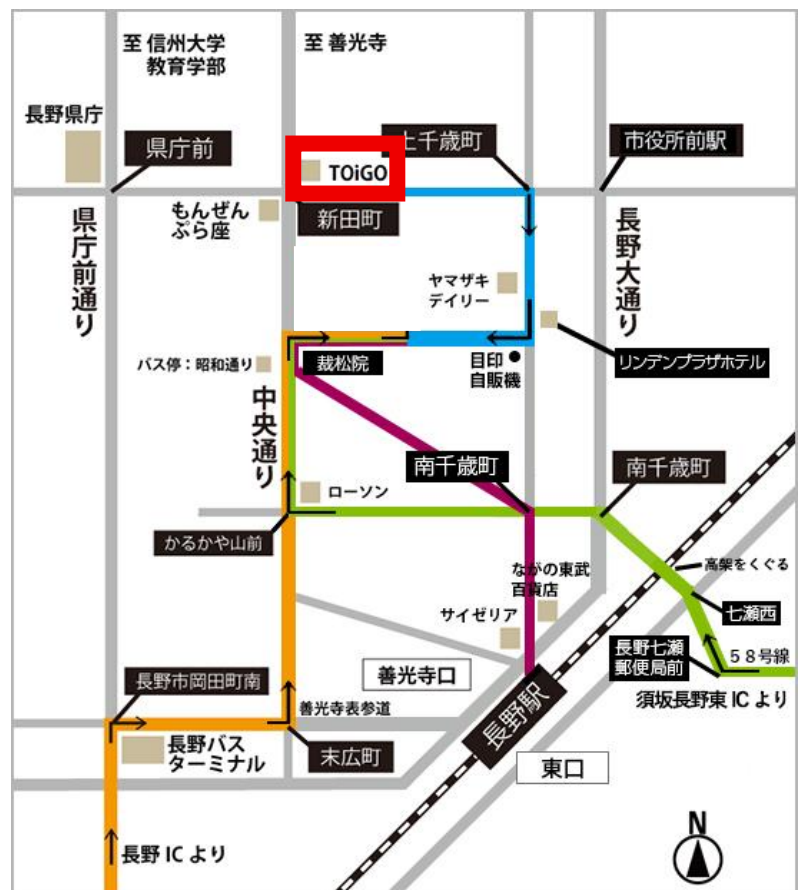 至 信州大学
教育学部
至 善光寺
長野県庁
県庁前
TOiGO
上千歳町
市役所前駅
もんぜん
ぷら座
新田町
県庁前通り
長野大通り
ヤマザキ
デイリー
バス停：昭和通り
裁松院
目印
自販機
リンデンプラザホテル
中央通り
南千歳町
南千歳町
ローソン
かるかや山前
ながの東武
百貨店
高架をくぐる
サイゼリア
七瀬西
善光寺口
長野七瀬
郵便局前
５８号線
長野市岡田町南
須坂長野東 IC より
善光寺表参道
長野バス
ターミナル
末広町
長野駅
東口
長野 IC より
N